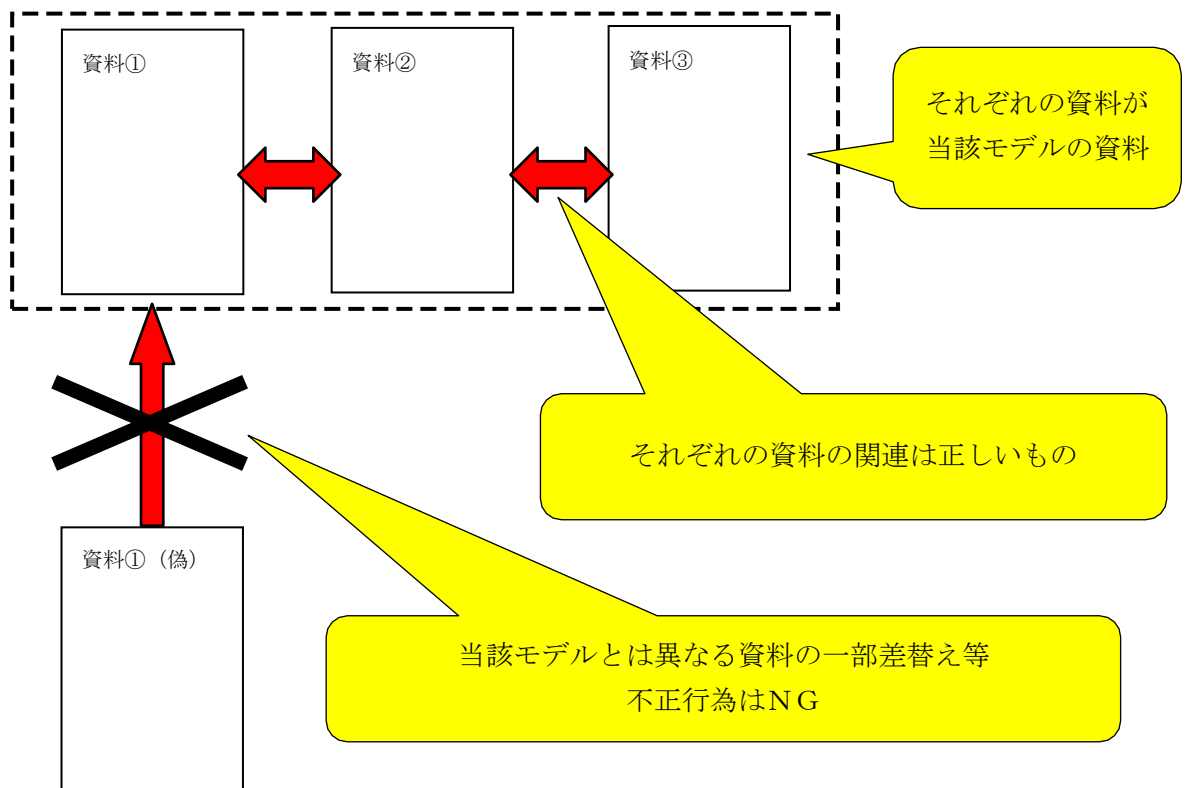 資料①
資料②
資料③
それぞれの資料が
当該モデルの資料
それぞれの資料の関連は正しいもの
資料①（偽）
当該モデルとは異なる資料の一部差替え等
不正行為はＮＧ